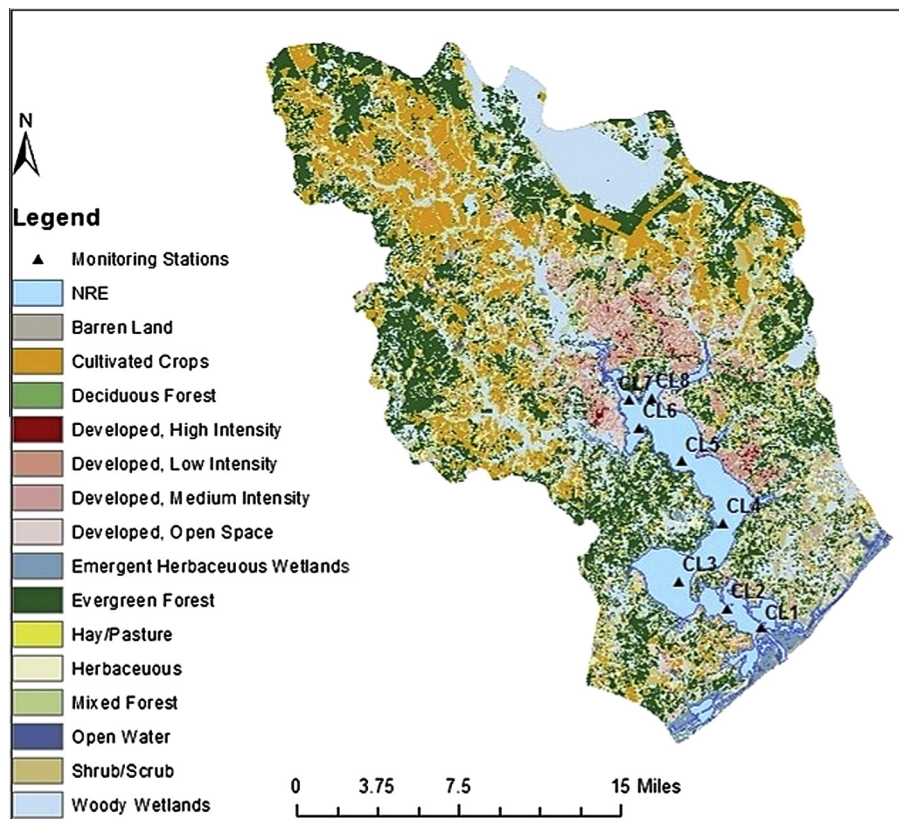 N
Legend
Monitoring Stations
NRE
Barren Land
Cultivated Crops
Deciduous Forest
Developed, High Intensity
Developed, Low Intensity
Developed, Medium Intensity
Developed, Open Space
Emergent Herbaceuous Wetlands
Evergreen Forest
Hay/Pasture
Herbaceuous
Mixed Forest
Open Water
Shrub/Scrub
Woody Wetlands
CL7 CL8
CL6
CL5
CL4
CL3
CL2
CL1
0 3.75 7.5 15 Miles